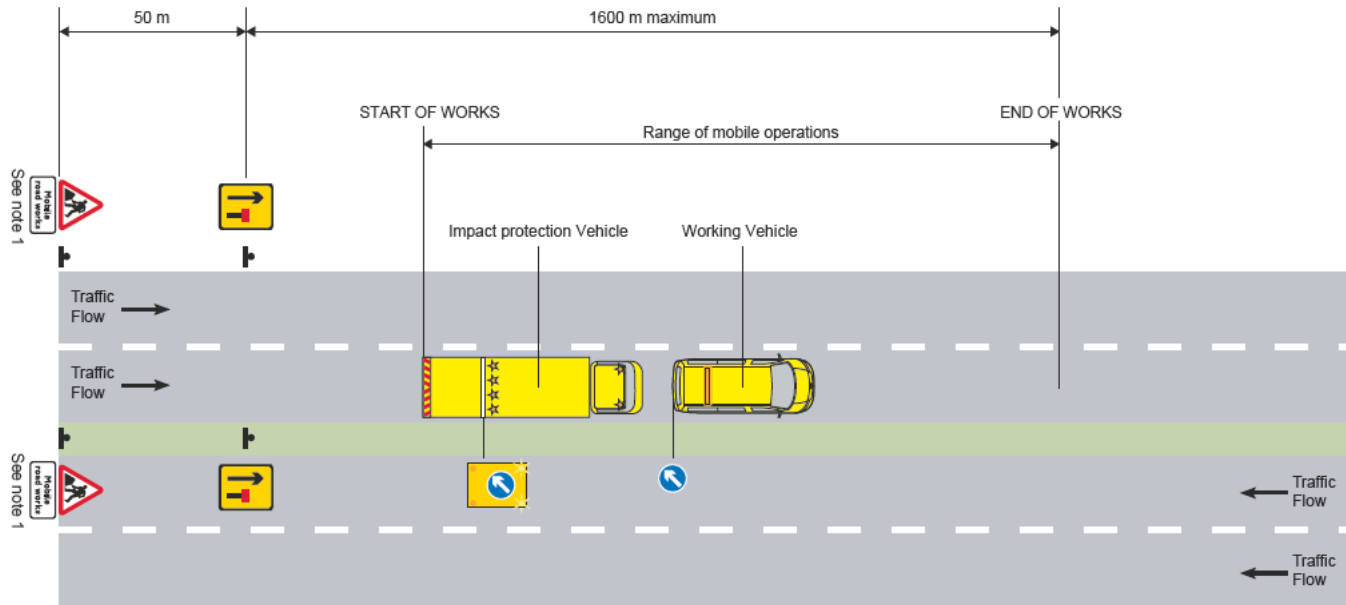 50 m
1600 m maximum
START OF WORKS
END OF WORKS
Range of mobile operations
See note 1
Mobile
road works
Impact protection Vehicle
Working Vehicle
Traffic
Flow
Traffic
Flow
See note 1
Mobile
road works
Traffic
Flow
Traffic
Flow